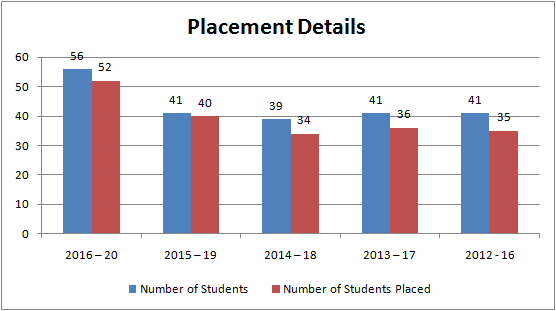 Placement Details
60
50
40
30
20
10
0
56
52
41
40
39
34
41
36
41
35
2016 – 20
2015 – 19
2014 – 18
2013 – 17
2012 - 16
Number of Students
Number of Students Placed